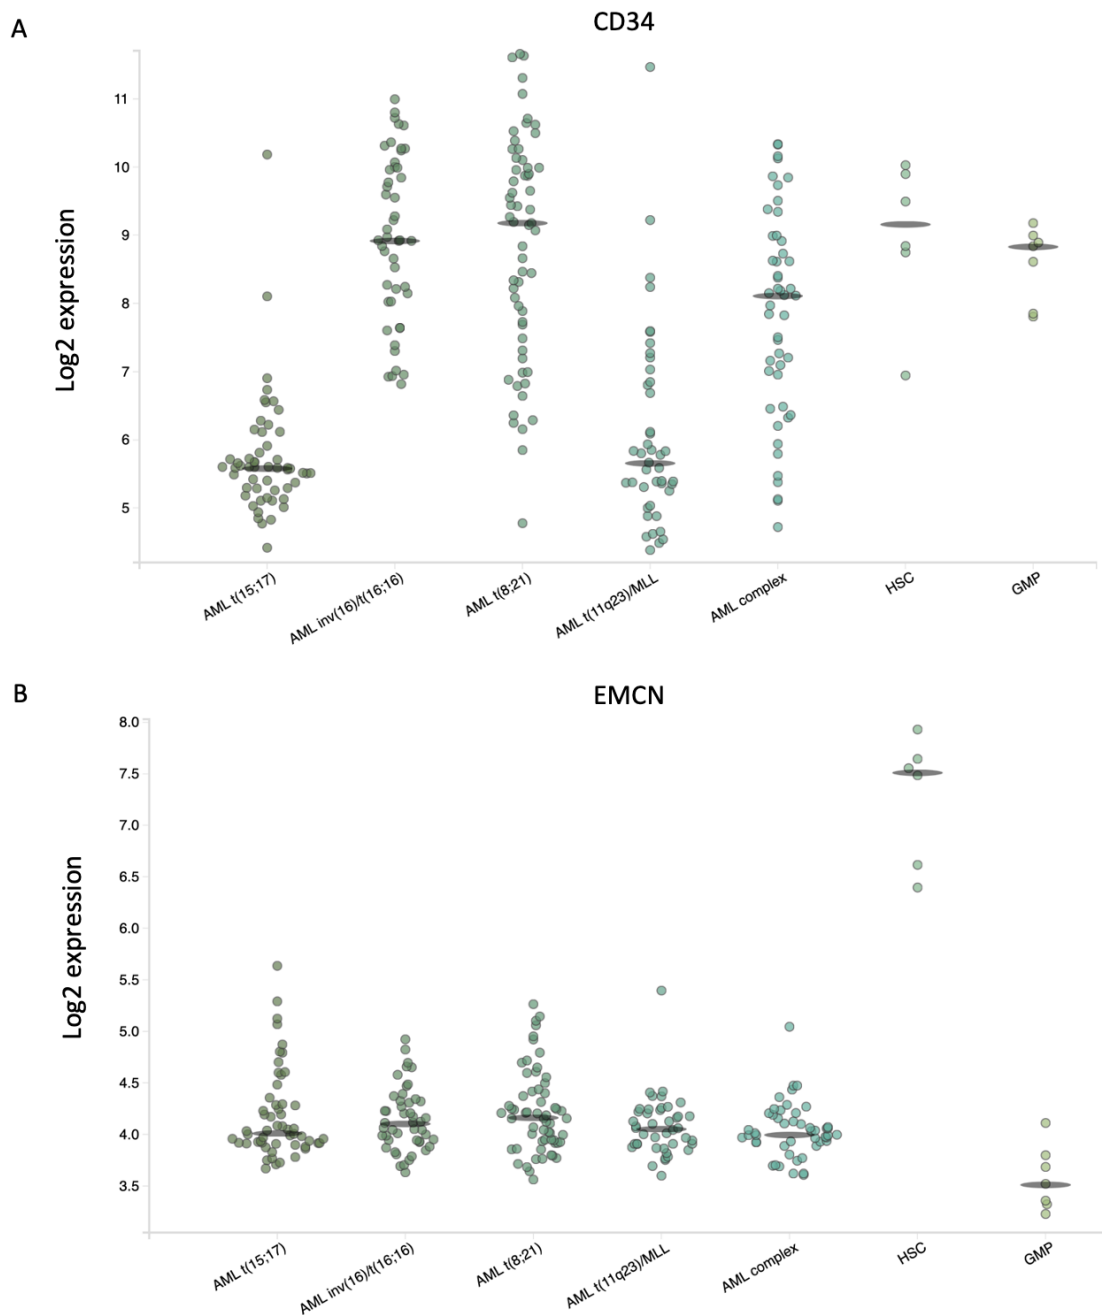 A
CD34
Log2 expression
11
10
9
8
7
6
5
AML t(15;17)
AML inv(16)/t(16;16)
AML t(8;21)
AML t(11q23)/MLL
AML complex
HSC
GMP
B
EMCN
Log2 expression
8.0
7.5
7.0
6.5
6.0
5.5
5.0
4.5
4.0
3.5
AML t(15;17)
AML inv(16)/t(16;16)
AML t(8;21)
AML t(11q23)/MLL
AML complex
HSC
GMP